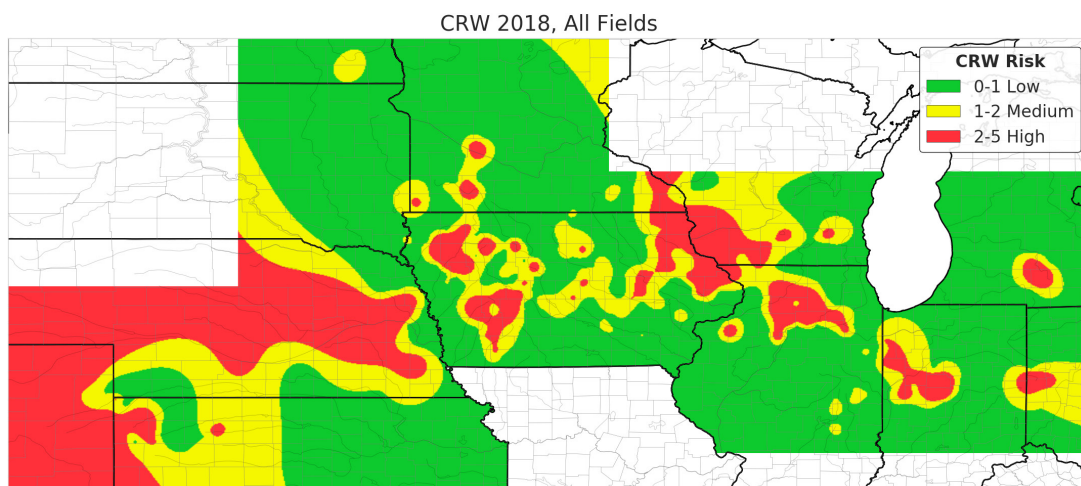 CRW 2018, All Fields
CRW Risk
0-1 Low
1-2 Medium
2-5 High